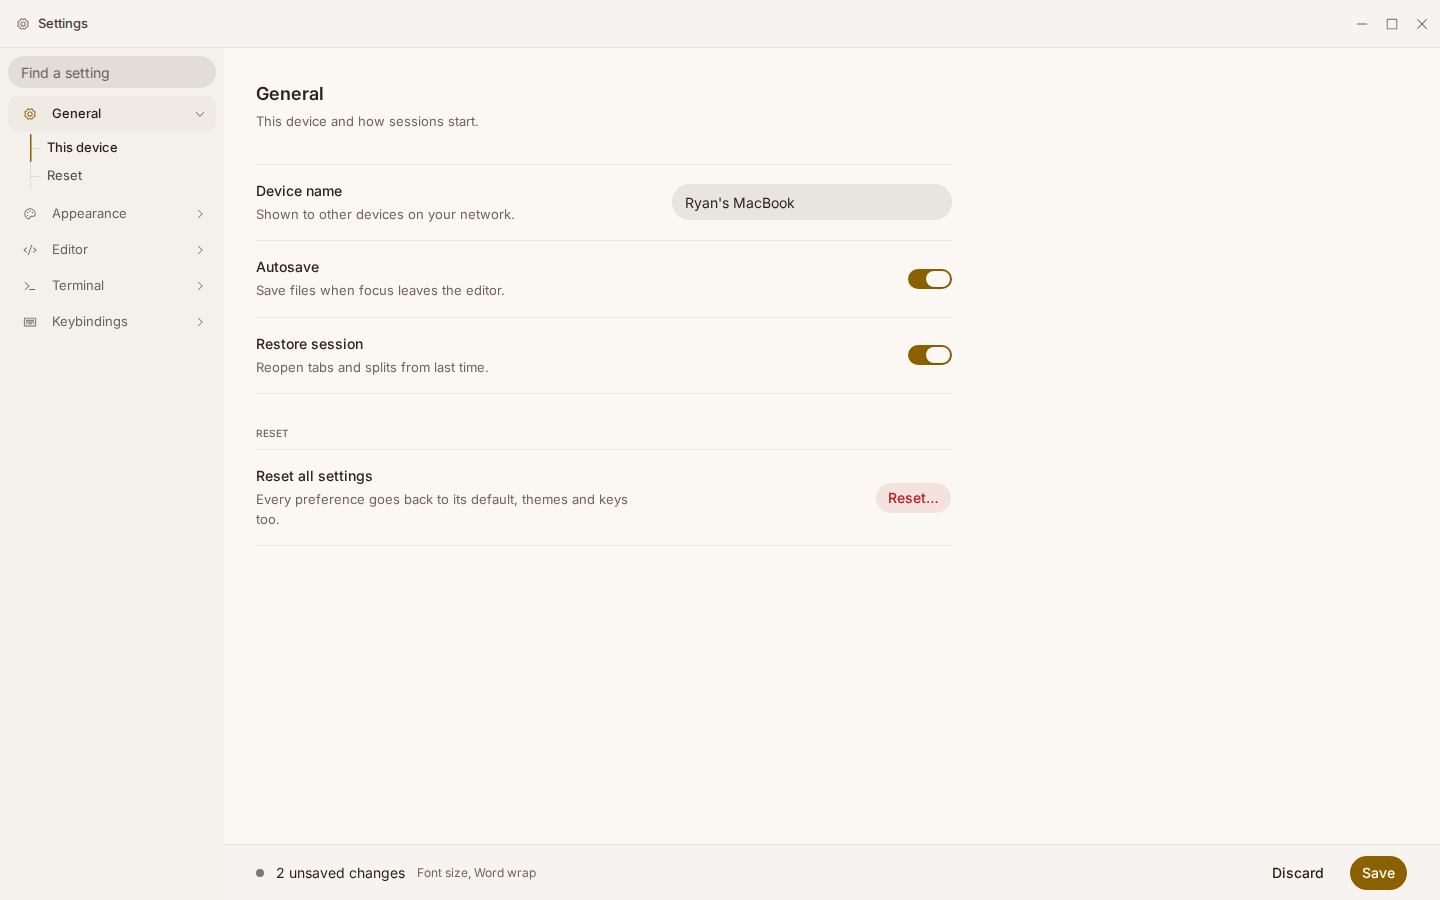 Settings
Find a setting
General
This device
Reset
Appearance
Editor
Terminal
Keybindings
General
This device and how sessions start.
Device name
Shown to other devices on your network.
Ryan's MacBook
Autosave
Save files when focus leaves the editor.
Restore session
Reopen tabs and splits from last time.
RESET
Reset all settings
Every preference goes back to its default, themes and keys
too.
Reset...
2 unsaved changes
Font size, Word wrap
Discard
Save